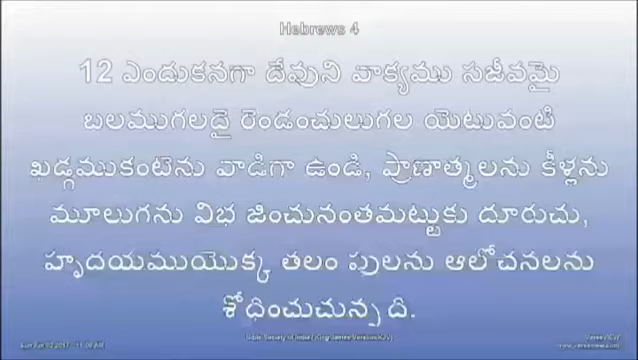 Hebrews 4
12 ఎందుకనగా దేవుని వాక్యము సజీవమై
బలముగలదై రెండంచులుగల యెటువంటి
ఖడ్గముకంటెను వాడిగా ఉండి, ప్రాణాత్మలను కీళ్లను
మూలుగను విభ జించునంతమట్టుకు దూరుచు,
హృదయముయొక్క తలం పులను ఆలోచనలను
శోధించుచున్న ది.